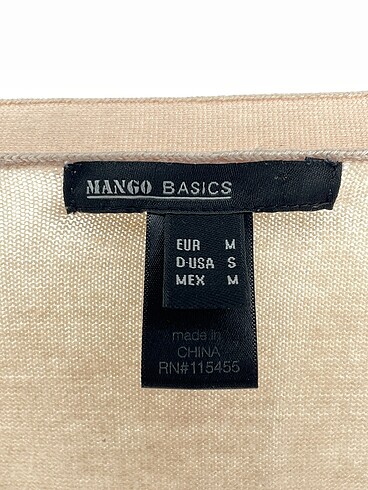 MANGO BASICS
EUR M
D·USA S
MEX M
made in
CHINA
RN#115455